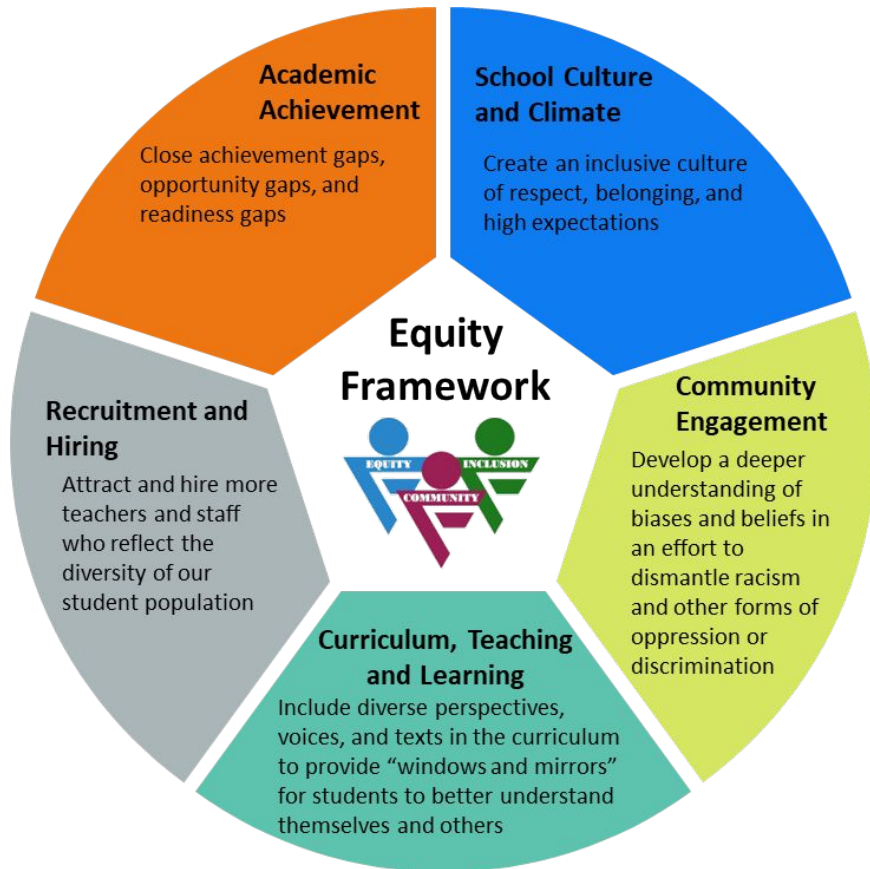 Academic
Achievement
Close achievement gaps,
opportunity gaps, and
readiness gaps
School Culture
and Climate
Create an inclusive culture
of respect, belonging, and
high expectations
Equity
Framework
EQUITY
INCLUSION
COMMUNITY
Community
Engagement
Develop a deeper
understanding of
biases and beliefs in
an effort to
dismantle racism
and other forms of
oppression or
discrimination
Recruitment and
Hiring
Attract and hire more
teachers and staff
who reflect the
diversity of our
student population
Curriculum, Teaching
and Learning
Include diverse perspectives,
voices, and texts in the curriculum
to provide “windows and mirrors”
for students to better understand
themselves and others